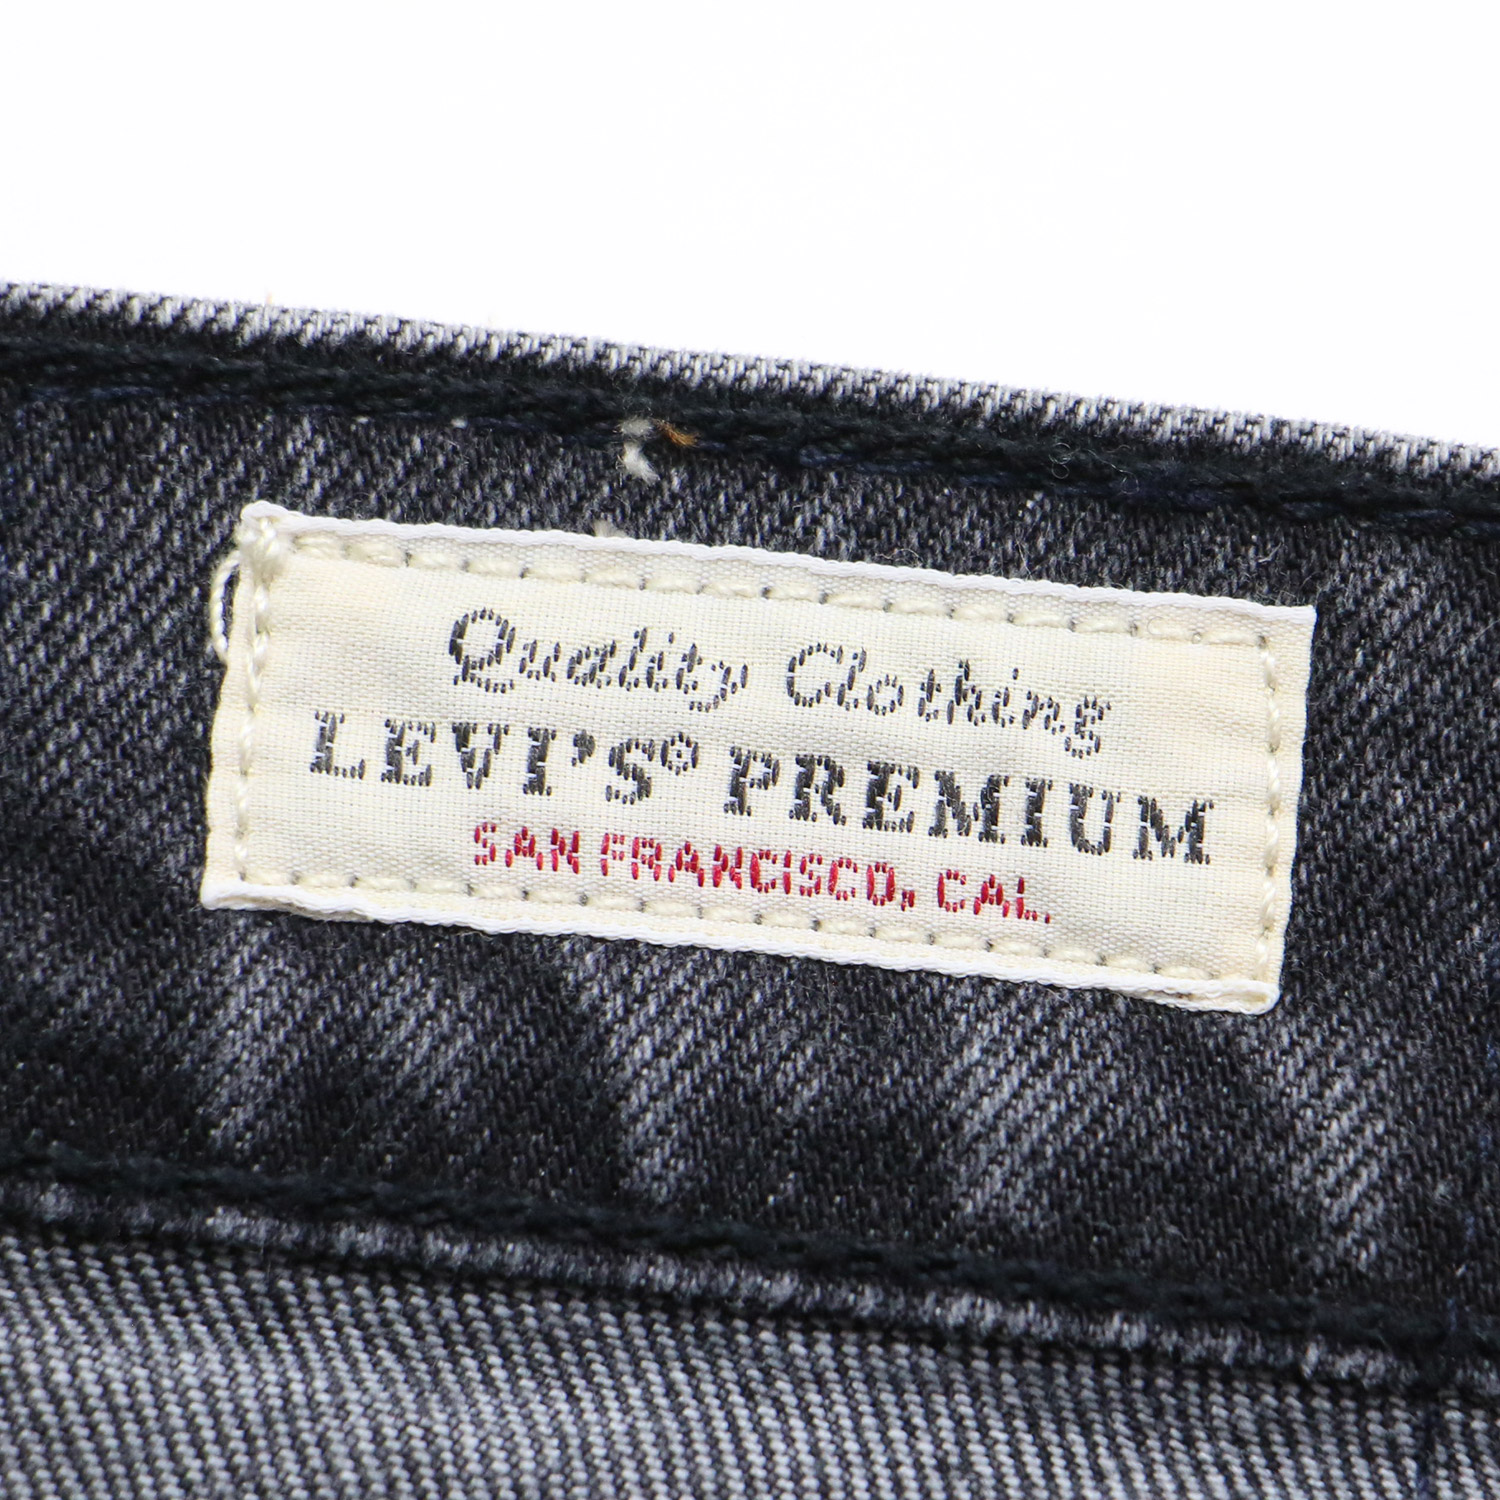 Quality Clothing
LEVI'S® PREMIUM
SAN FRANCISCO, CAL.